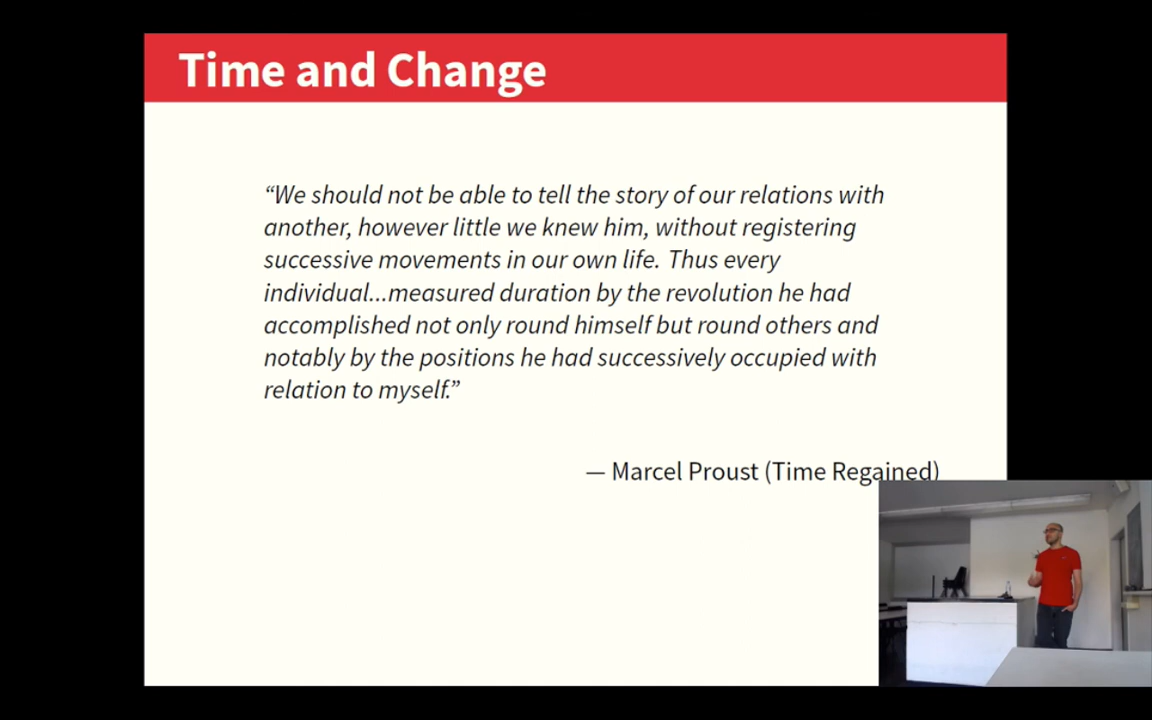 Time and Change
“We should not be able to tell the story of our relations with
another, however little we knew him, without registering
successive movements in our own life. Thus every
individual...measured duration by the revolution he had
accomplished not only round himself but round others and
notably by the positions he had successively occupied with
relation to myself.”
— Marcel Proust (Time Regained)